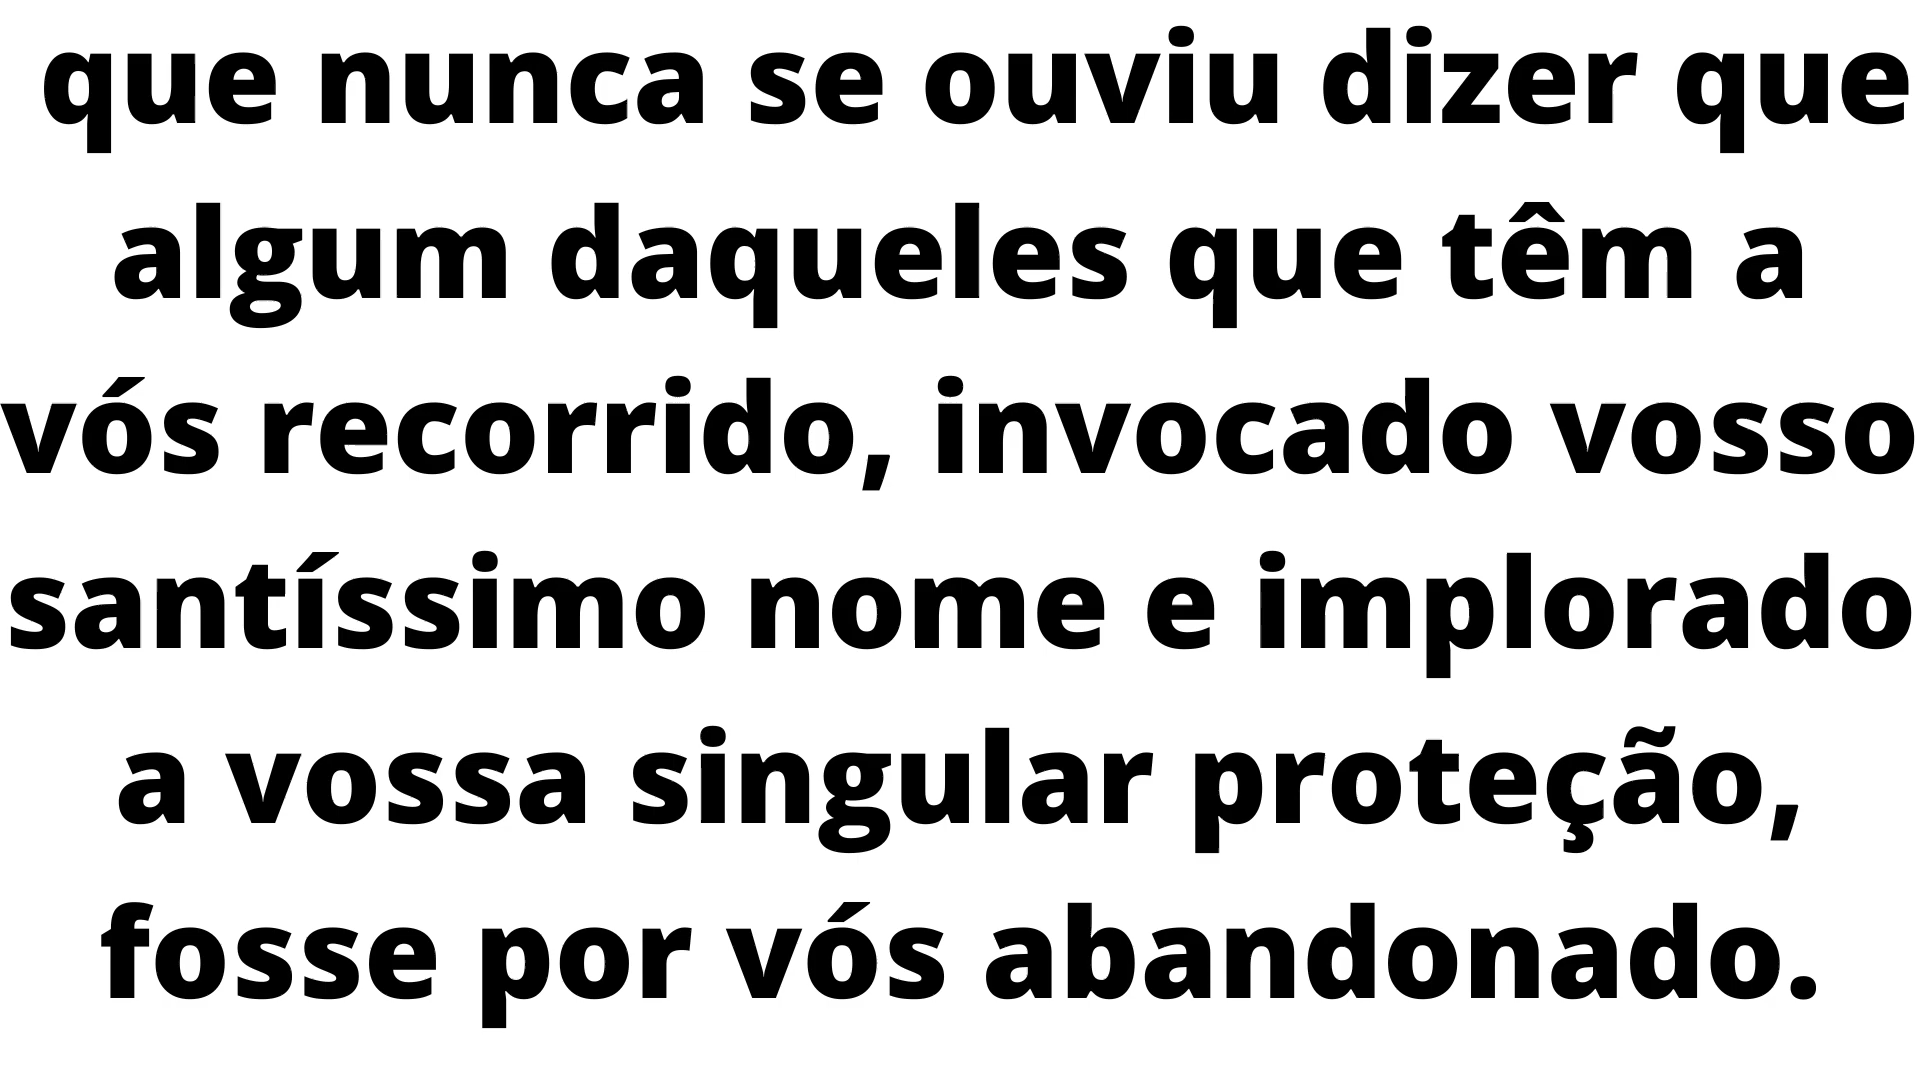 que nunca se ouviu dizer que
algum daqueles que têm a
vós recorrido, invocado vosso
santíssimo nome e implorado
a vossa singular proteção,
fosse por vós abandonado.